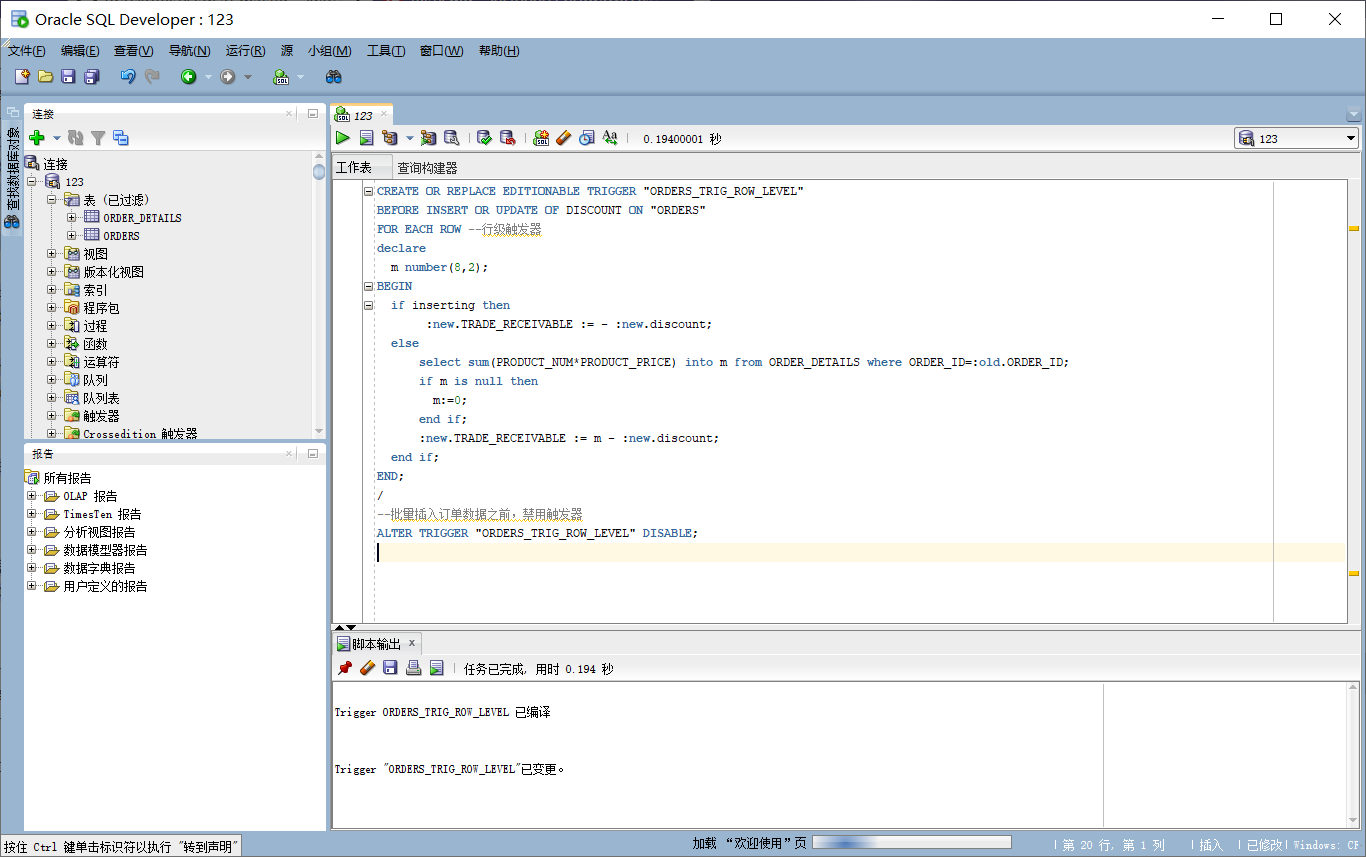 Oracle SQL Developer : 123
文件(F) 编辑(E) 查看(V) 导航(N) 运行(R) 源 小组(M) 工具(T) 窗口(W) 帮助(H)
查找数据库对象
连接
连接
123
表 (已过滤)
ORDER_DETAILS
ORDERS
视图
版本化视图
索引
程序包
过程
函数
运算符
队列
队列表
触发器
Crossedition 触发器
报告
所有报告
OLAP 报告
TimesTen 报告
分析视图报告
数据模型器报告
数据字典报告
用户定义的报告
123
0.19400001 秒
123
工作表 查询构建器
CREATE OR REPLACE EDITIONABLE TRIGGER "ORDERS_TRIG_ROW_LEVEL"
BEFORE INSERT OR UPDATE OF DISCOUNT ON "ORDERS"
FOR EACH ROW --行级触发器
declare
m number(8,2);
BEGIN
if inserting then
:new.TRADE_RECEIVABLE := - :new.discount;
else
select sum(PRODUCT_NUM*PRODUCT_PRICE) into m from ORDER_DETAILS where ORDER_ID=:old.ORDER_ID;
if m is null then
m:=0;
end if;
:new.TRADE_RECEIVABLE := m - :new.discount;
end if;
END;
/
--批量插入订单数据之前，禁用触发器
ALTER TRIGGER "ORDERS_TRIG_ROW_LEVEL" DISABLE;
脚本输出
任务已完成, 用时 0.194 秒
Trigger ORDERS_TRIG_ROW_LEVEL 已编译
Trigger "ORDERS_TRIG_ROW_LEVEL"已变更。
按住 Ctrl 键单击标识符以执行 "转到声明"
加载 “欢迎使用” 页
第 20 行, 第 1 列 | 插入 | 已修改 | Windows: CF